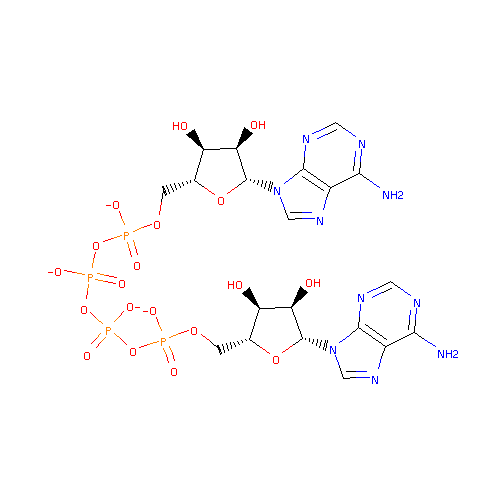 HO OH
N N
N
O N N NH2
-O O
O P O
-O P O
O HO OH
O- -O N N
P O P O N
O O O O N N NH2